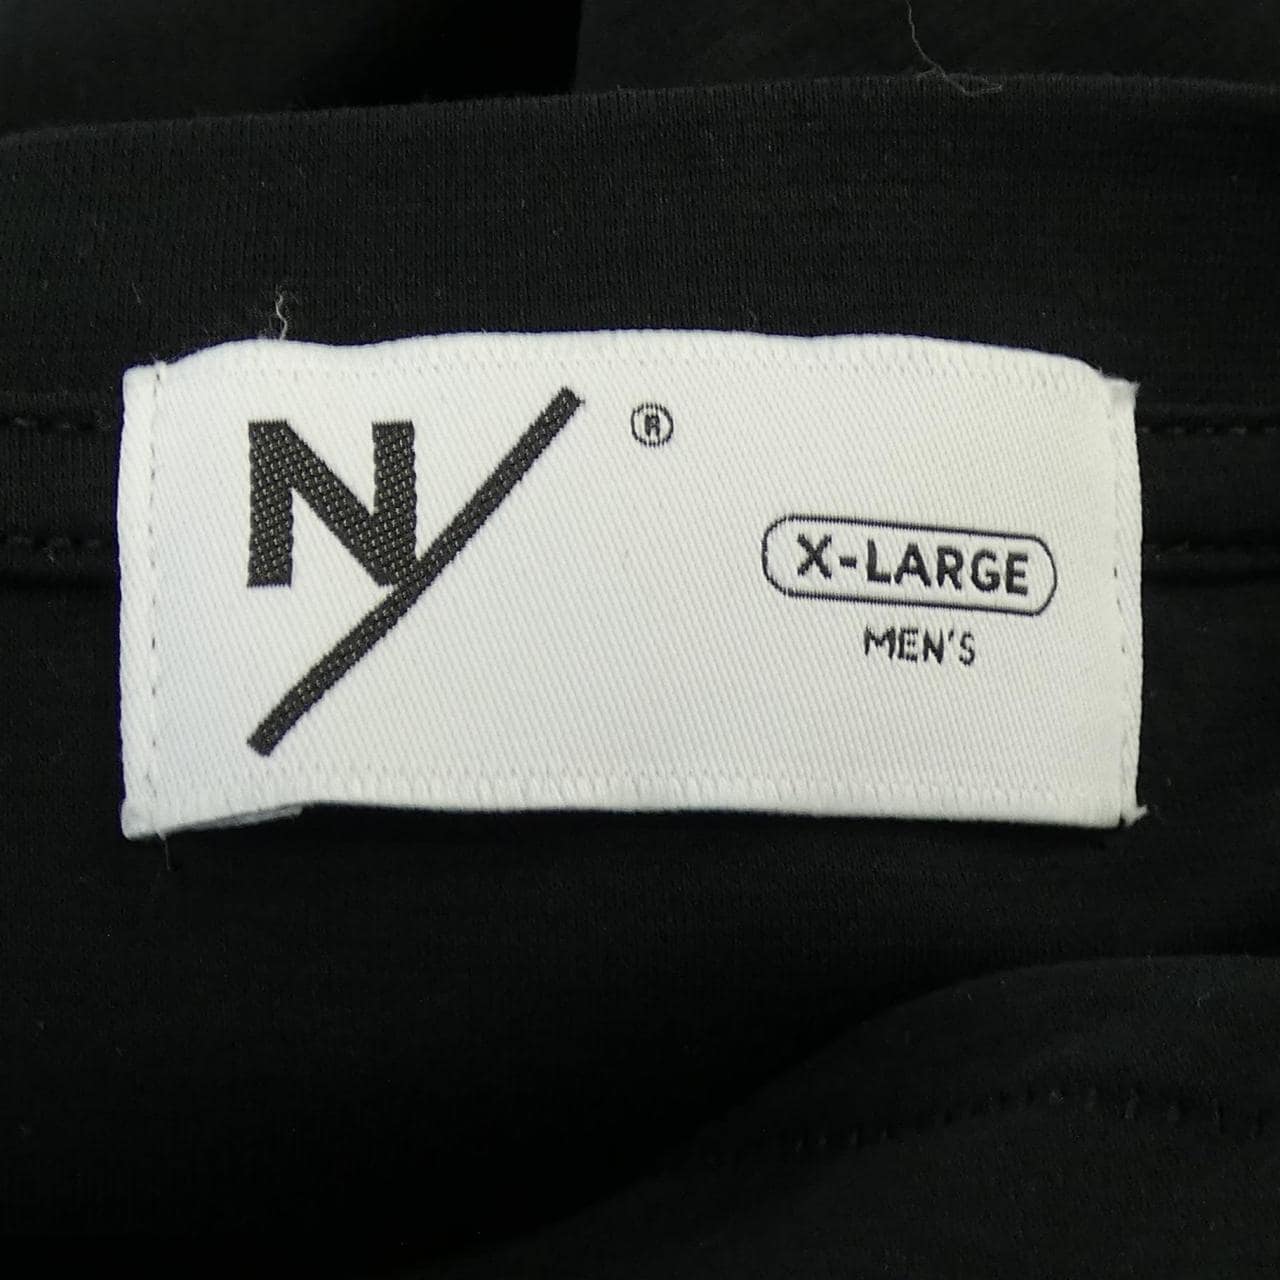 N/ ®
X-LARGE
MEN'S